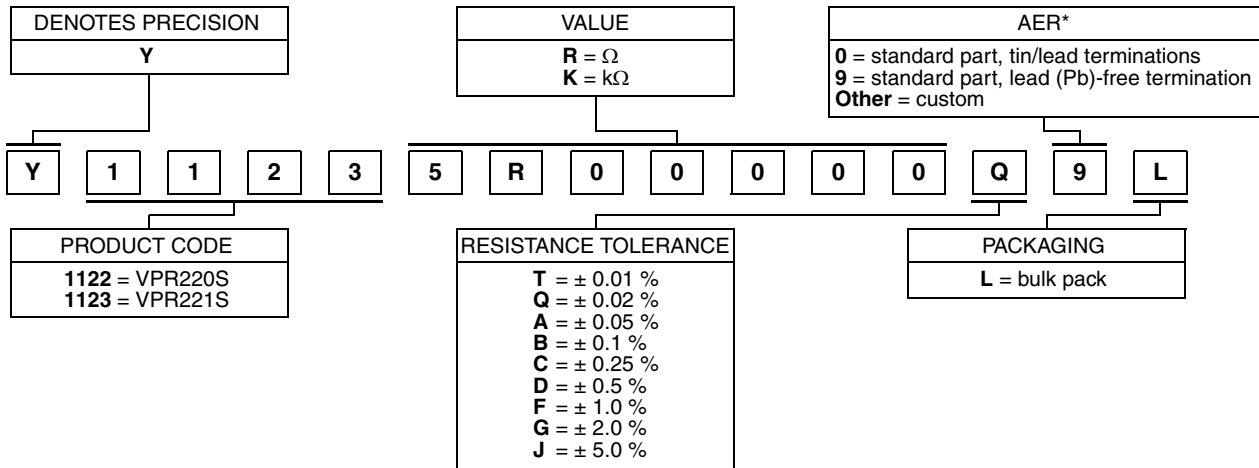 DENOTES PRECISION
Y
VALUE
R = Ω
K = kΩ
AER*
0 = standard part, tin/lead terminations
9 = standard part, lead (Pb)-free termination
Other = custom
Y 1 1 2 3 5 R 0 0 0 0 0 Q 9 L
PRODUCT CODE
1122 = VPR220S
1123 = VPR221S
RESISTANCE TOLERANCE
T = ± 0.01 %
Q = ± 0.02 %
A = ± 0.05 %
B = ± 0.1 %
C = ± 0.25 %
D = ± 0.5 %
F = ± 1.0 %
G = ± 2.0 %
J = ± 5.0 %
PACKAGING
L = bulk pack